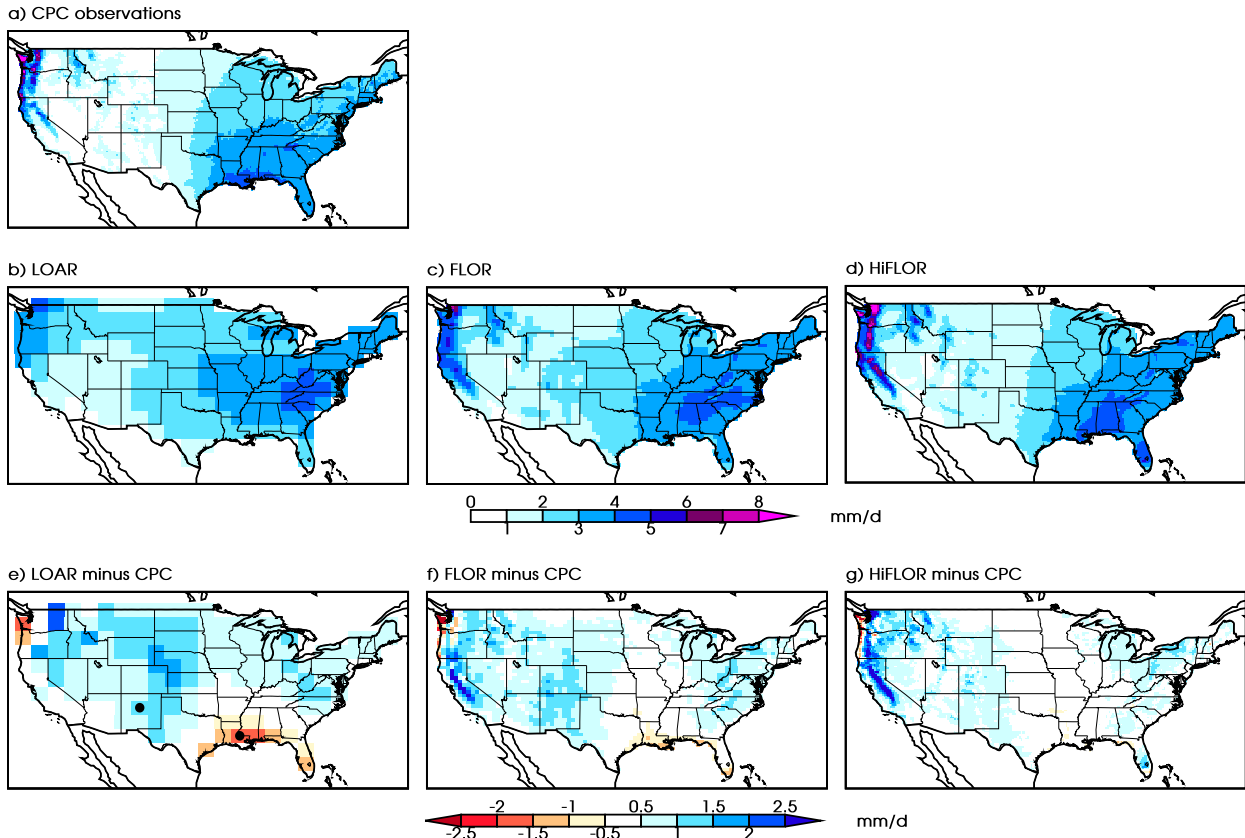 a) CPC observations
b) LOAR
c) FLOR
d) HiFLOR
0 2 4 6 8
mm/d
1 3 5 7
e) LOAR minus CPC
f) FLOR minus CPC
g) HiFLOR minus CPC
-2 -1 0.5 1.5 2.5
mm/d
-2.5 -1.5 -0.5 1 2